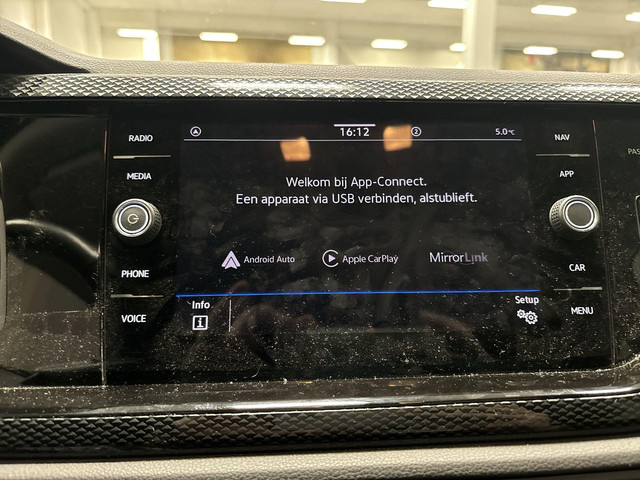 RADIO
MEDIA
PHONE
VOICE
A
16:12
2
5.0°C
Welkom bij App-Connect.
Een apparaat via USB verbinden, alstublieft.
Android Auto
Apple CarPlay
MirrorLink
Info
i
Setup
NAV
APP
CAR
MENU